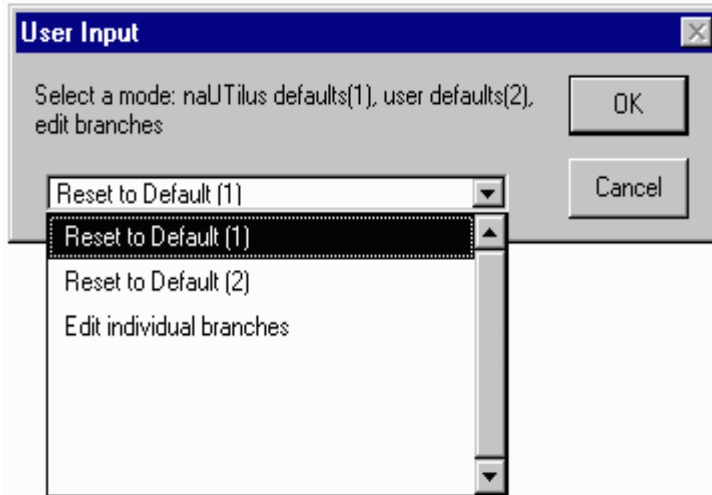 User Input
Select a mode: naUTilus defaults(1), user defaults(2),
edit branches
OK
Cancel
Reset to Default (1)
Reset to Default (1)
Reset to Default (2)
Edit individual branches